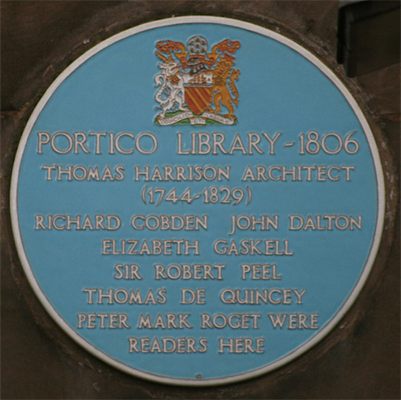 PORTICO LIBRARY-1806
THOMAS HARRISON ARCHITECT
(1744-1829)
RICHARD COBDEN JOHN DALTON
ELIZABETH GASKELL
SIR ROBERT PEEL
THOMAS DE QUINCEY
PETER MARK ROGET WERE
READERS HERE